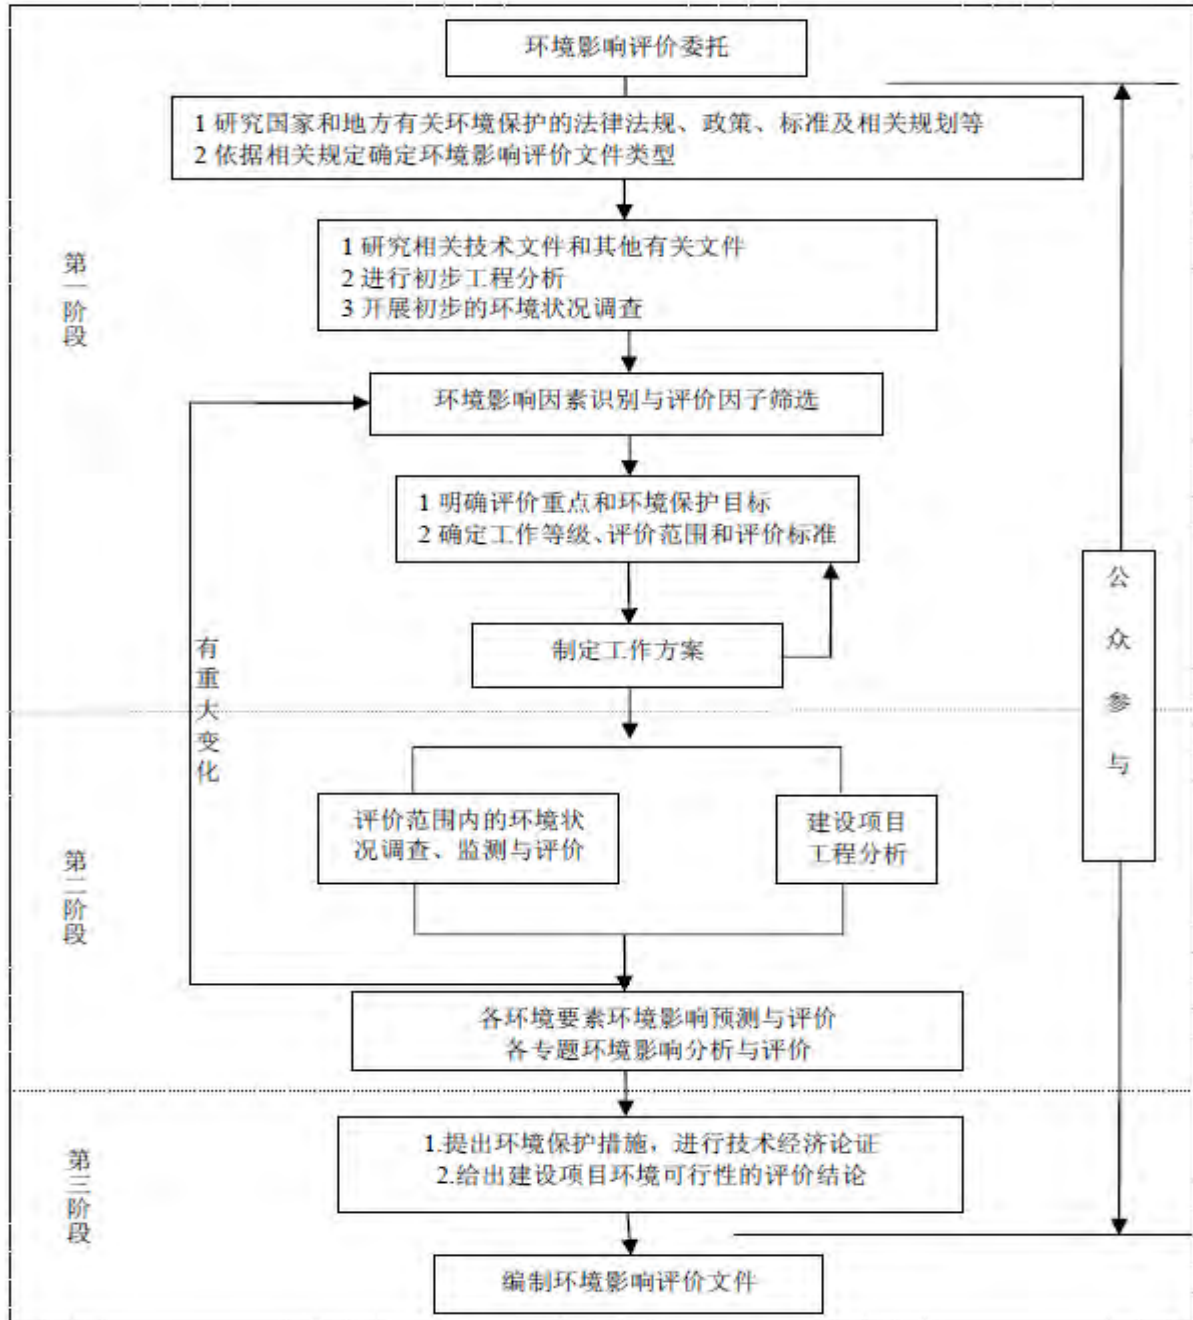 环境影响评价委托
1 研究国家和地方有关环境保护的法律法规、政策、标准及相关规划等
2 依据相关规定确定环境影响评价文件类型
第一阶段
1 研究相关技术文件和其他有关文件
2 进行初步工程分析
3 开展初步的环境状况调查
环境影响因素识别与评价因子筛选
1 明确评价重点和环境保护目标
2 确定工作等级、评价范围和评价标准
制定工作方案
有重大变化
公众参与
第二阶段
评价范围内的环境状
况调查、监测与评价
建设项目
工程分析
各环境要素环境影响预测与评价
各专题环境影响分析与评价
第三阶段
1.提出环境保护措施，进行技术经济论证
2.给出建设项目环境可行性的评价结论
编制环境影响评价文件